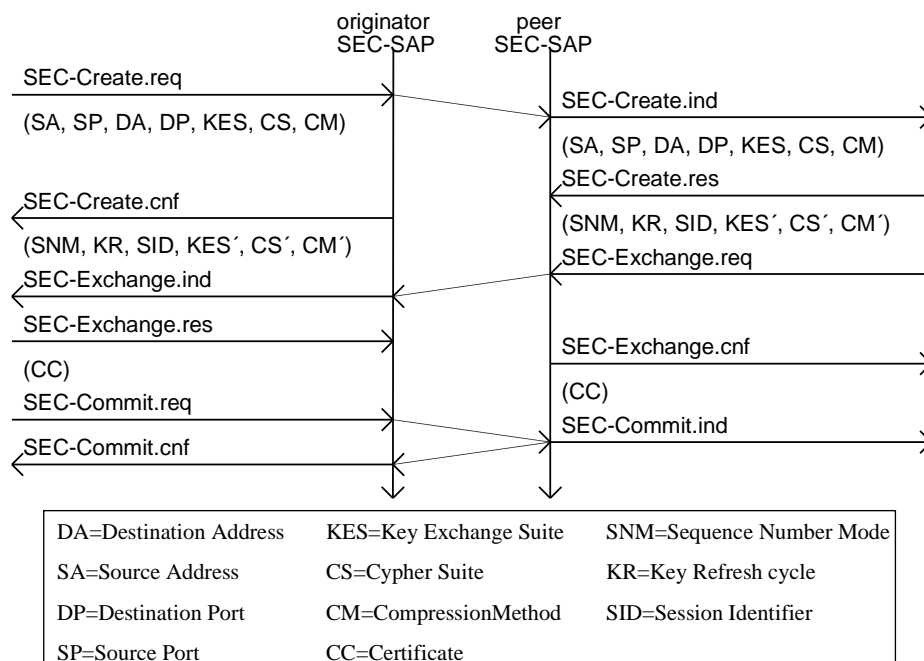 originator
SEC-SAP
peer
SEC-SAP
SEC-Create.req
(SA, SP, DA, DP, KES, CS, CM)
SEC-Create.ind
(SA, SP, DA, DP, KES, CS, CM)
SEC-Create.res
(SNM, KR, SID, KES´, CS´, CM´)
SEC-Create.cnf
(SNM, KR, SID, KES´, CS´, CM´)
SEC-Exchange.req
SEC-Exchange.ind
SEC-Exchange.res
(CC)
SEC-Exchange.cnf
(CC)
SEC-Commit.req
SEC-Commit.ind
SEC-Commit.cnf
DA=Destination Address
KES=Key Exchange Suite
SNM=Sequence Number Mode
SA=Source Address
CS=Cypher Suite
KR=Key Refresh cycle
DP=Destination Port
CM=CompressionMethod
SID=Session Identifier
SP=Source Port
CC=Certificate